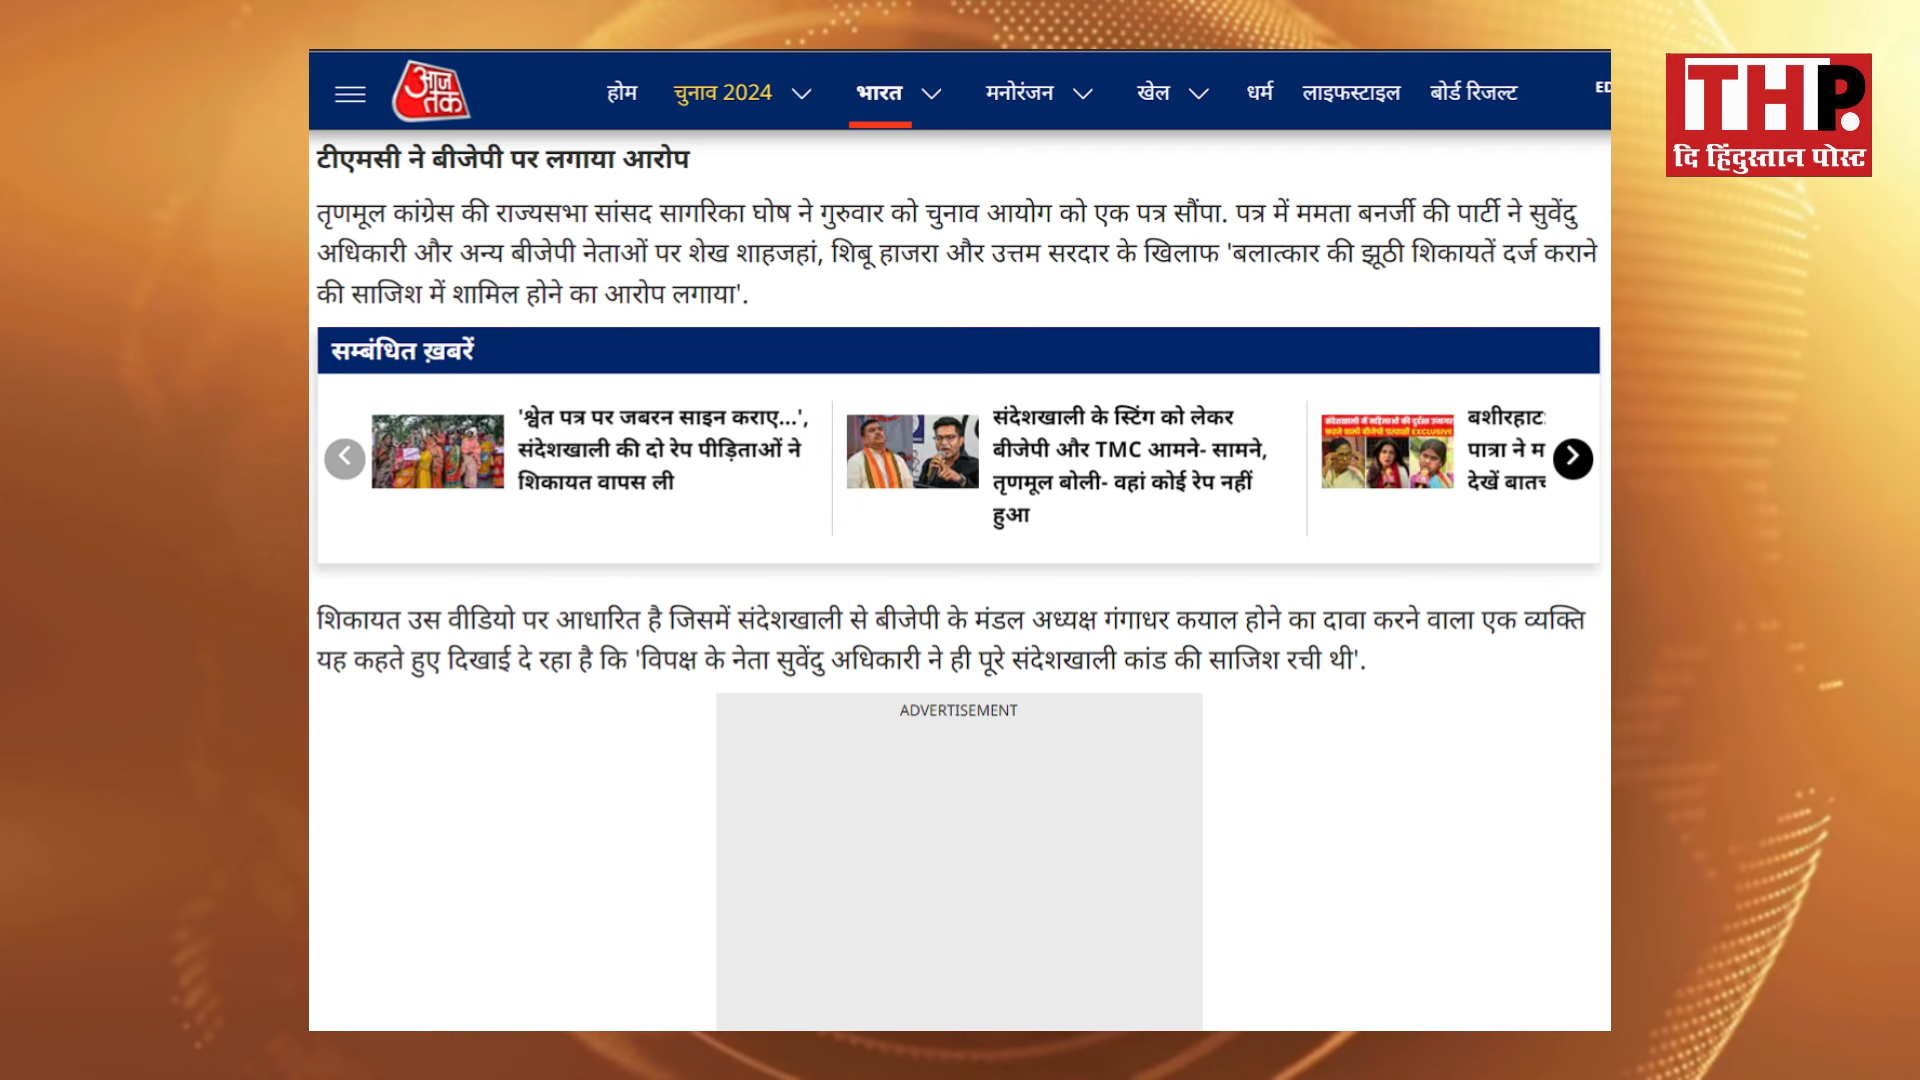 आज तक
होम चुनाव 2024 भारत मनोरंजन खेल धर्म लाइफस्टाइल बोर्ड रिजल्ट
THP.
दि हिंदुस्तान पोस्ट
टीएमसी ने बीजेपी पर लगाया आरोप
तृणमूल कांग्रेस की राज्यसभा सांसद सागरिका घोष ने गुरुवार को चुनाव आयोग को एक पत्र सौंपा. पत्र में ममता बनर्जी की पार्टी ने सुवेंदु
अधिकारी और अन्य बीजेपी नेताओं पर शेख शाहजहां, शिबू हाजरा और उत्तम सरदार के खिलाफ 'बलात्कार की झूठी शिकायतें दर्ज कराने
की साजिश में शामिल होने का आरोप लगाया'.
सम्बंधित ख़बरें
'श्वेत पत्र पर जबरन साइन कराए...',
संदेशखाली की दो रेप पीड़िताओं ने
शिकायत वापस ली
संदेशखाली के स्टिंग को लेकर
बीजेपी और TMC आमने- सामने,
तृणमूल बोली- वहां कोई रेप नहीं
हुआ
बशीरहाट
पात्रा ने म
देखें बातच
शिकायत उस वीडियो पर आधारित है जिसमें संदेशखाली से बीजेपी के मंडल अध्यक्ष गंगाधर कयाल होने का दावा करने वाला एक व्यक्ति
यह कहते हुए दिखाई दे रहा है कि 'विपक्ष के नेता सुवेंदु अधिकारी ने ही पूरे संदेशखाली कांड की साजिश रची थी'.
ADVERTISEMENT